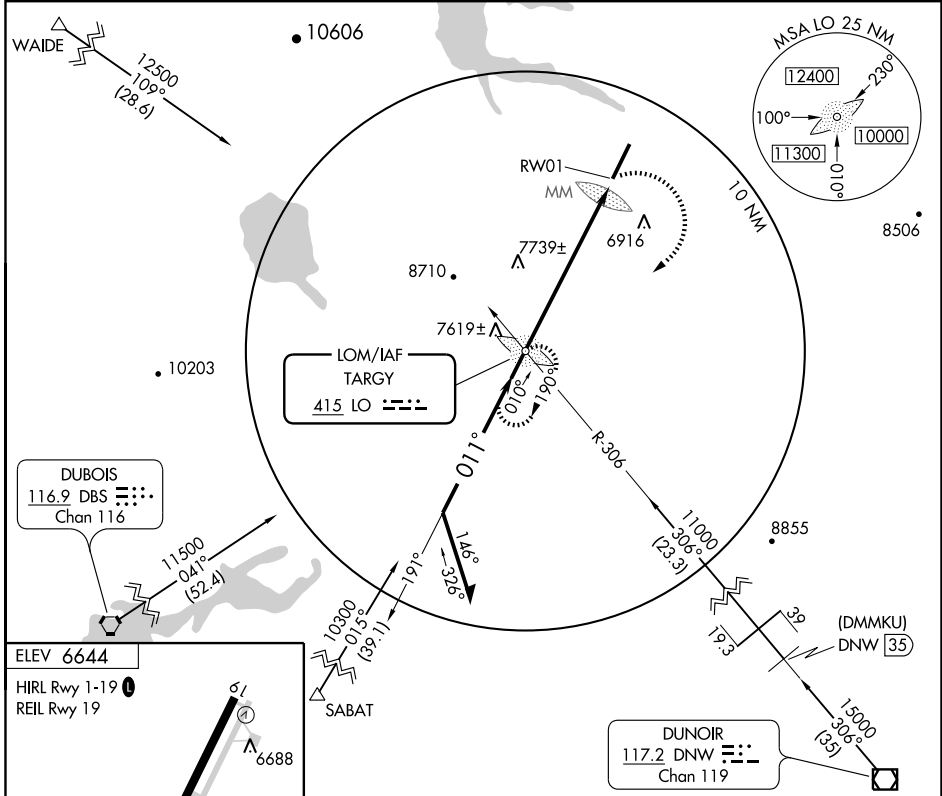 WAIDE
12500
109°
(28.6)
10606
MSA LO 25 NM
12400
230°
100°
10000
11300
010°
RW01
MM
10 NM
8506
6916
7739±
8710
7619±
10203
LOM/IAF
TARGY
415 LO
010°
190°
R-306
011°
DUBOIS
116.9 DBS
Chan 116
11500
041°
(52.4)
146°
326°
191°
10300
015°
(39.1)
SABAT
11000
306°
(23.3)
8855
39
19.3
(DMMKU)
DNW 35
15000
306°
(35)
DUNOIR
117.2 DNW
Chan 119
ELEV 6644
HIRL Rwy 1-19 L
REIL Rwy 19
19
6688